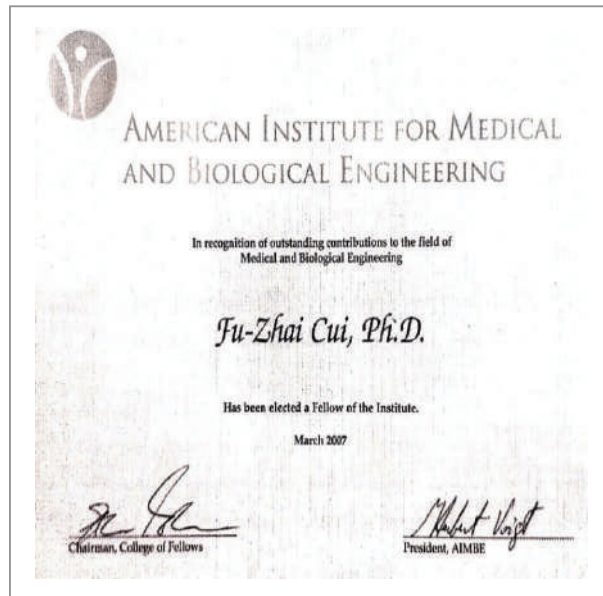 AMERICAN INSTITUTE FOR MEDICAL
AND BIOLOGICAL ENGINEERING
In recognition of outstanding contributions to the field of
Medical and Biological Engineering
Fu-Zhai Cui, Ph.D.
Has been elected a Fellow of the Institute.
March 2007
Herbert Voigt
Chairman, College of Fellows
President, AIMBE